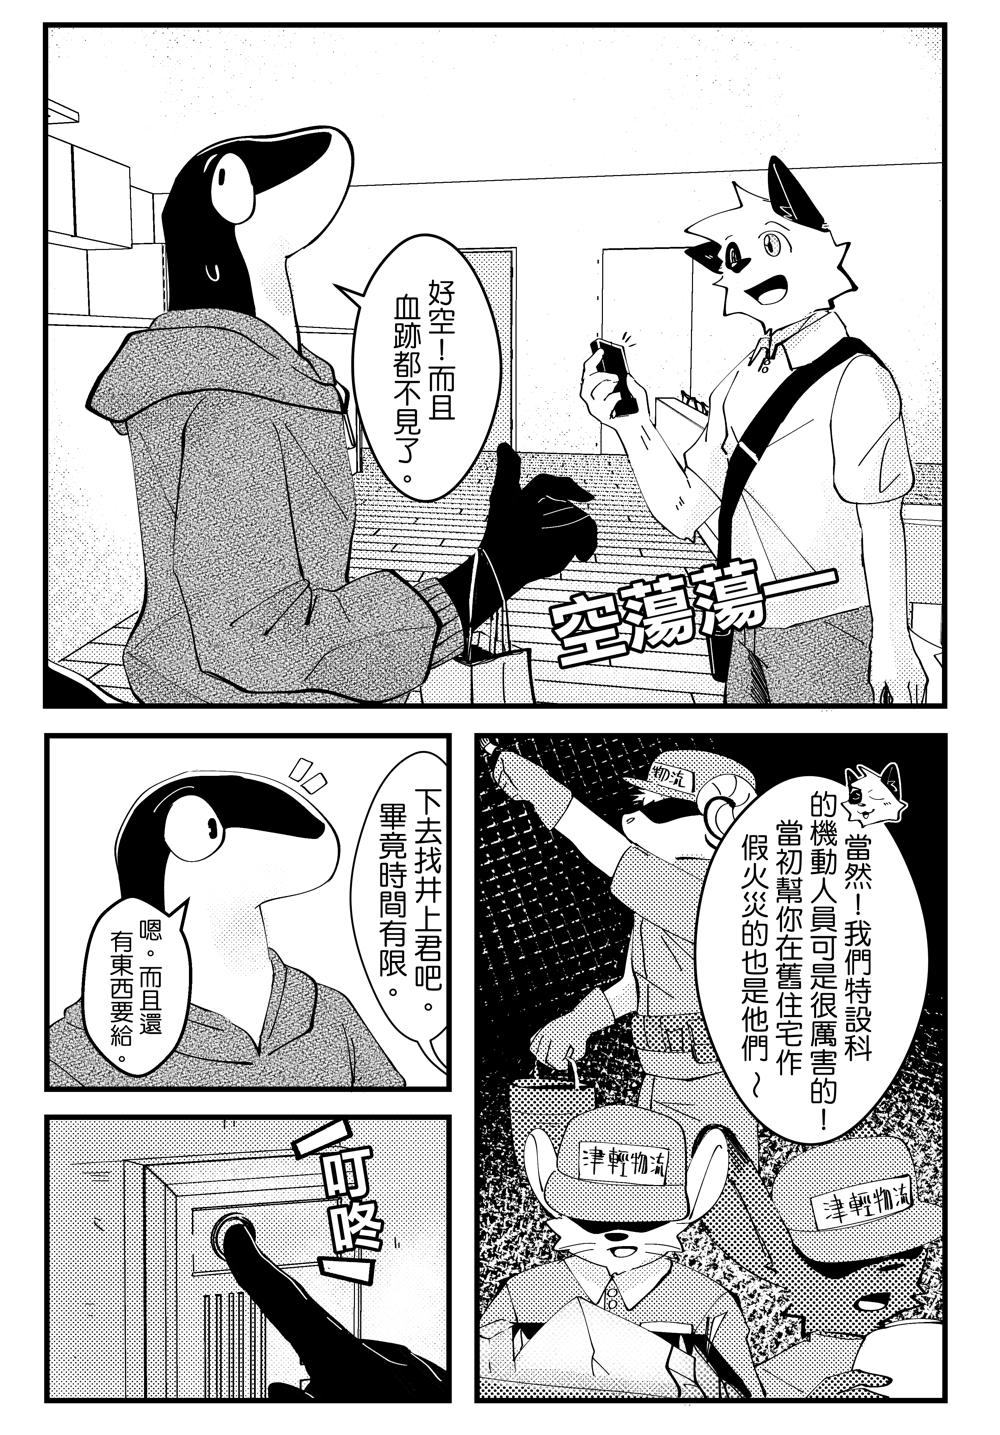 好空！而且
血跡都不見了。
空蕩蕩—
當然！我們特設科
的機動人員可是很厲害的！
當初幫你在舊住宅作
假火災的也是他們～
物流
津輕物流
津輕物流
下去找井上君吧。
畢竟時間有限。
嗯。而且還
有東西要給。
叮咚